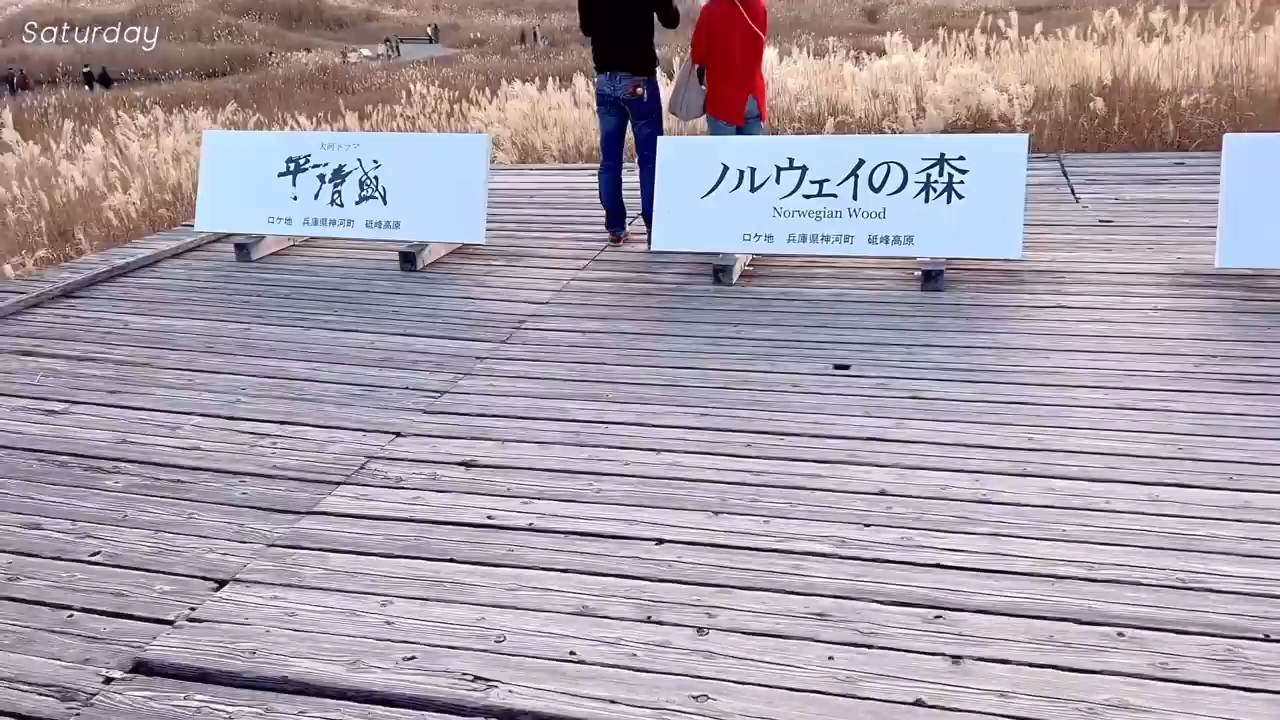 Saturday
大河ドラマ
平清盛
ロケ地 兵庫県神河町 砥峰高原
ノルウェイの森
Norwegian Wood
ロケ地 兵庫県神河町 砥峰高原